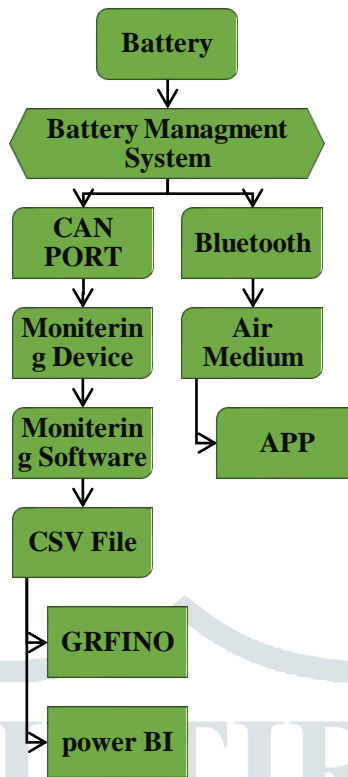 Battery
Battery Managment
System
CAN
PORT
Bluetooth
Moniterin
g Device
Air
Medium
Moniterin
g Software
APP
CSV File
GRFINO
power BI